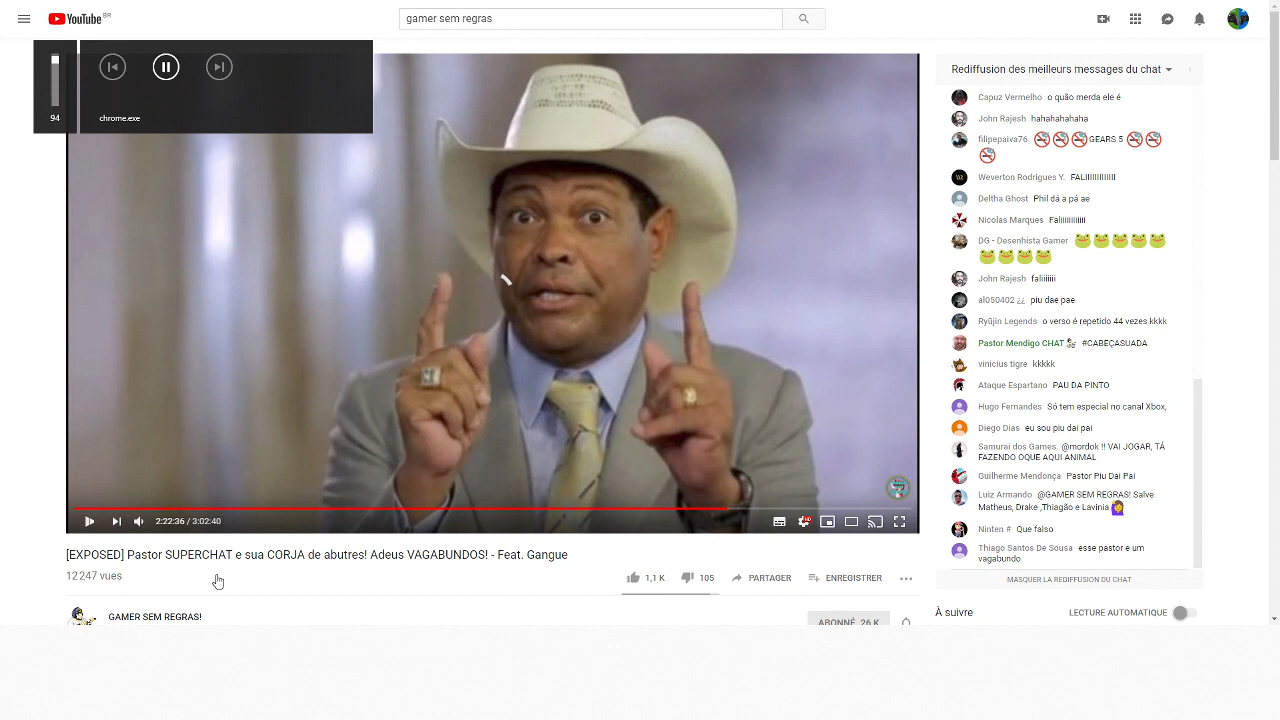 YouTube BR
gamer sem regras
94
chrome.exe
2:22:36 / 3:02:40
[EXPOSED] Pastor SUPERCHAT e sua CORJA de abutres! Adeus VAGABUNDOS! - Feat. Gangue
12 247 vues
1,1 K
105
PARTAGER
ENREGISTRER
GAMER SEM REGRAS!
ABONNÉ 26 K
Rediffusion des meilleurs messages du chat
Capuz Vermelho o quão merda ele é
John Rajesh hahahahahaha
filipepaiva76 GEARS 5
Weverton Rodrigues Y. FALIIIIIIIIIIII
Deltha Ghost Phil dá a pá ae
Nicolas Marques Faliiiiiiiiiiii
DG - Desenhista Gamer
John Rajesh faliiiiiii
al050402 ¿¿ piu dae pae
Ryūjin Legends o verso é repetido 44 vezes kkkk
Pastor Mendigo CHAT #CABEÇASUADA
vinicius tigre kkkkk
Ataque Espartano PAU DA PINTO
Hugo Fernandes Só tem especial no canal Xbox,
Diego Dias eu sou piu dai pai
Samurai dos Games @mordok !! VAI JOGAR, TÁ
FAZENDO OQUE AQUI ANIMAL
Guilherme Mendonça Pastor Piu Dai Pai
Luiz Armando @GAMER SEM REGRAS! Salve
Matheus, Drake ,Thiagão e Lavinia
Ninten # Que falso
Thiago Santos De Sousa esse pastor e um
vagabundo
MASQUER LA REDIFFUSION DU CHAT
À suivre
LECTURE AUTOMATIQUE